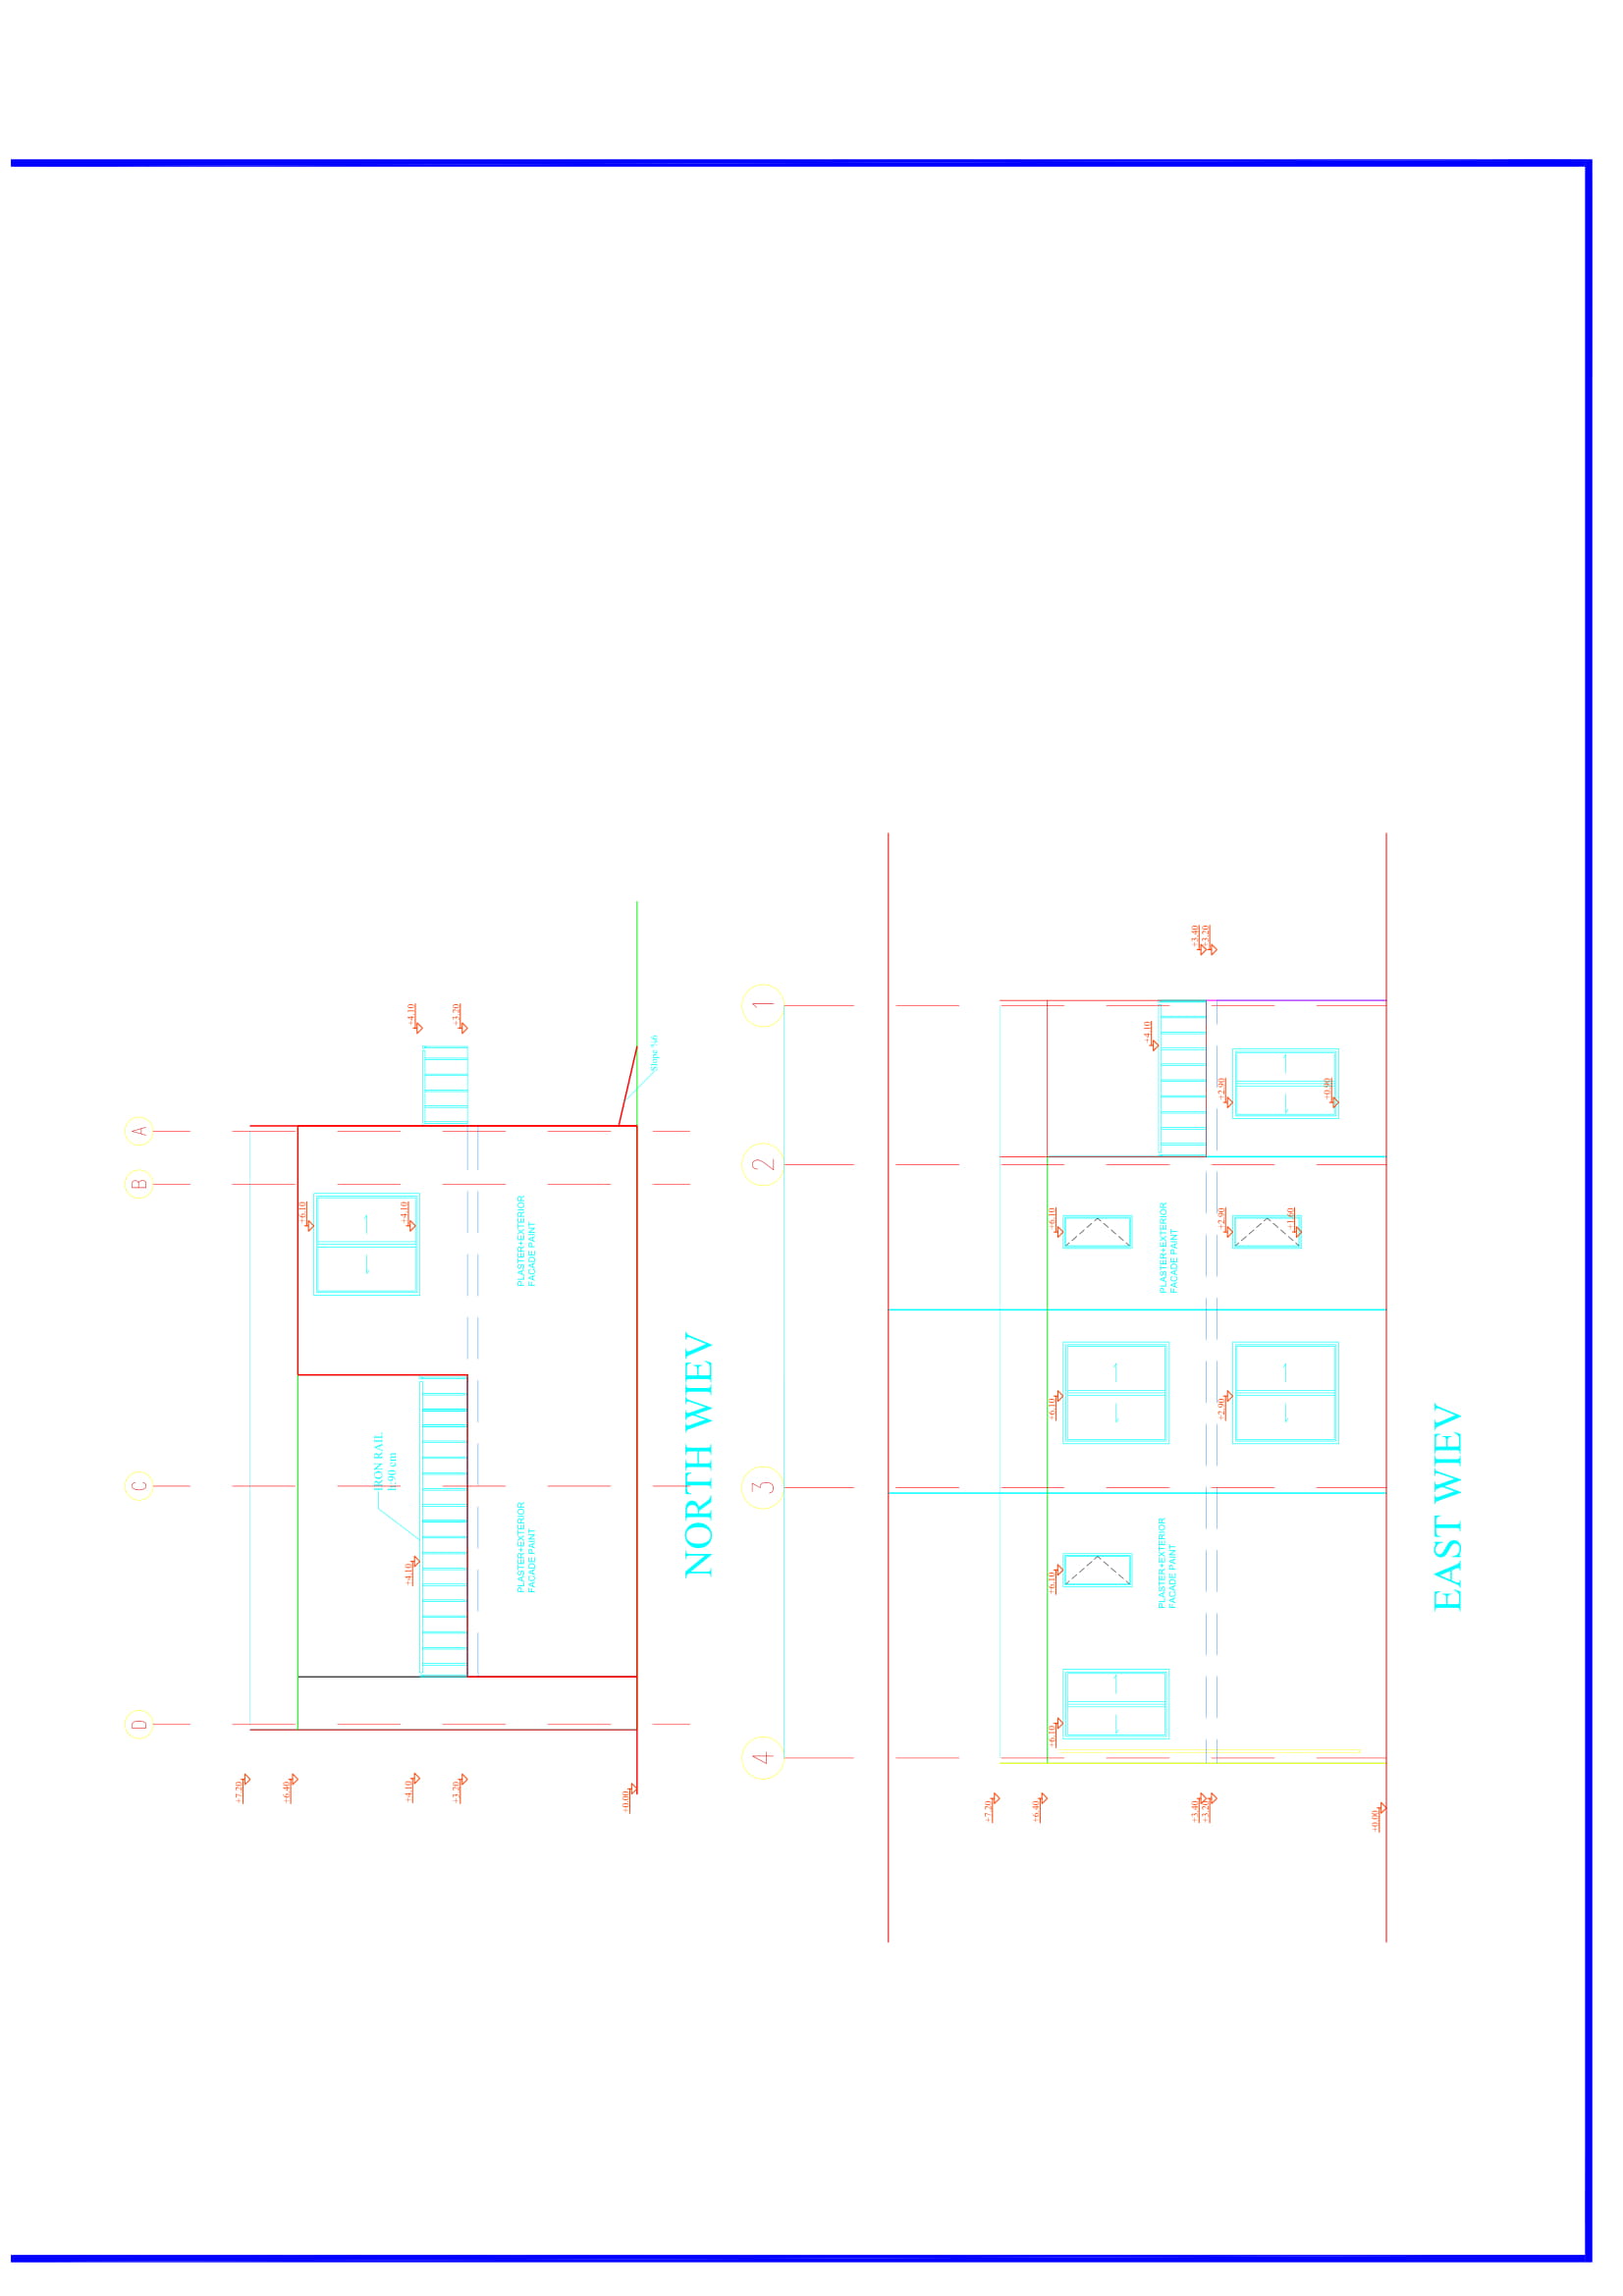 D C B A
+7.20
+6.40
+6.10
IRON RAIL
h:90 cm
+4.10 +4.10 +4.10 +4.10
+3.20 +3.20
PLASTER+EXTERIOR PLASTER+EXTERIOR
FACADE PAINT FACADE PAINT
+0.00
Slope %6
NORTH WIEV
4 3 2 1
+7.20
+6.40
+6.10 +6.10 +6.10 +6.10
+4.10
PLASTER+EXTERIOR PLASTER+EXTERIOR
FACADE PAINT FACADE PAINT
+3.40 +3.40
+3.20 +3.20
+2.90 +2.90 +2.90
+1.60
+0.90
+0.00
EAST WIEV